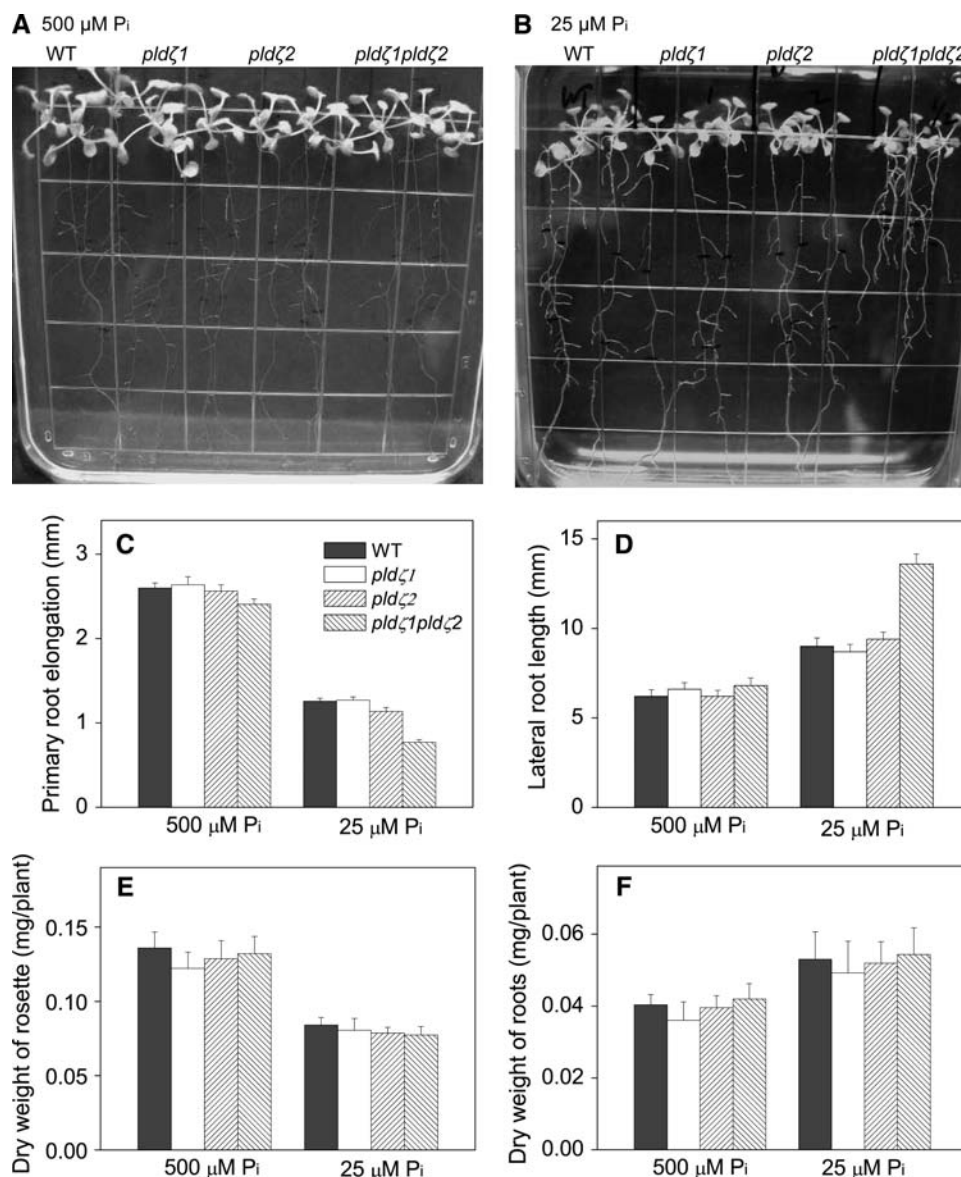 A 500 µM Pi
WT pldζ1 pldζ2 pldζ1pldζ2
B 25 µM Pi
WT pldζ1 pldζ2 pldζ1pldζ2
C
Primary root elongation (mm)
3
2
1
0
WT
pldζ1
pldζ2
pldζ1pldζ2
500 µM Pi 25 µM Pi
D
Lateral root length (mm)
15
10
5
0
500 µM Pi 25 µM Pi
E
Dry weight of rosette (mg/plant)
0.15
0.10
0.05
0.00
500 µM Pi 25 µM Pi
F
Dry weight of roots (mg/plant)
0.06
0.04
0.02
0.00
500 µM Pi 25 µM Pi